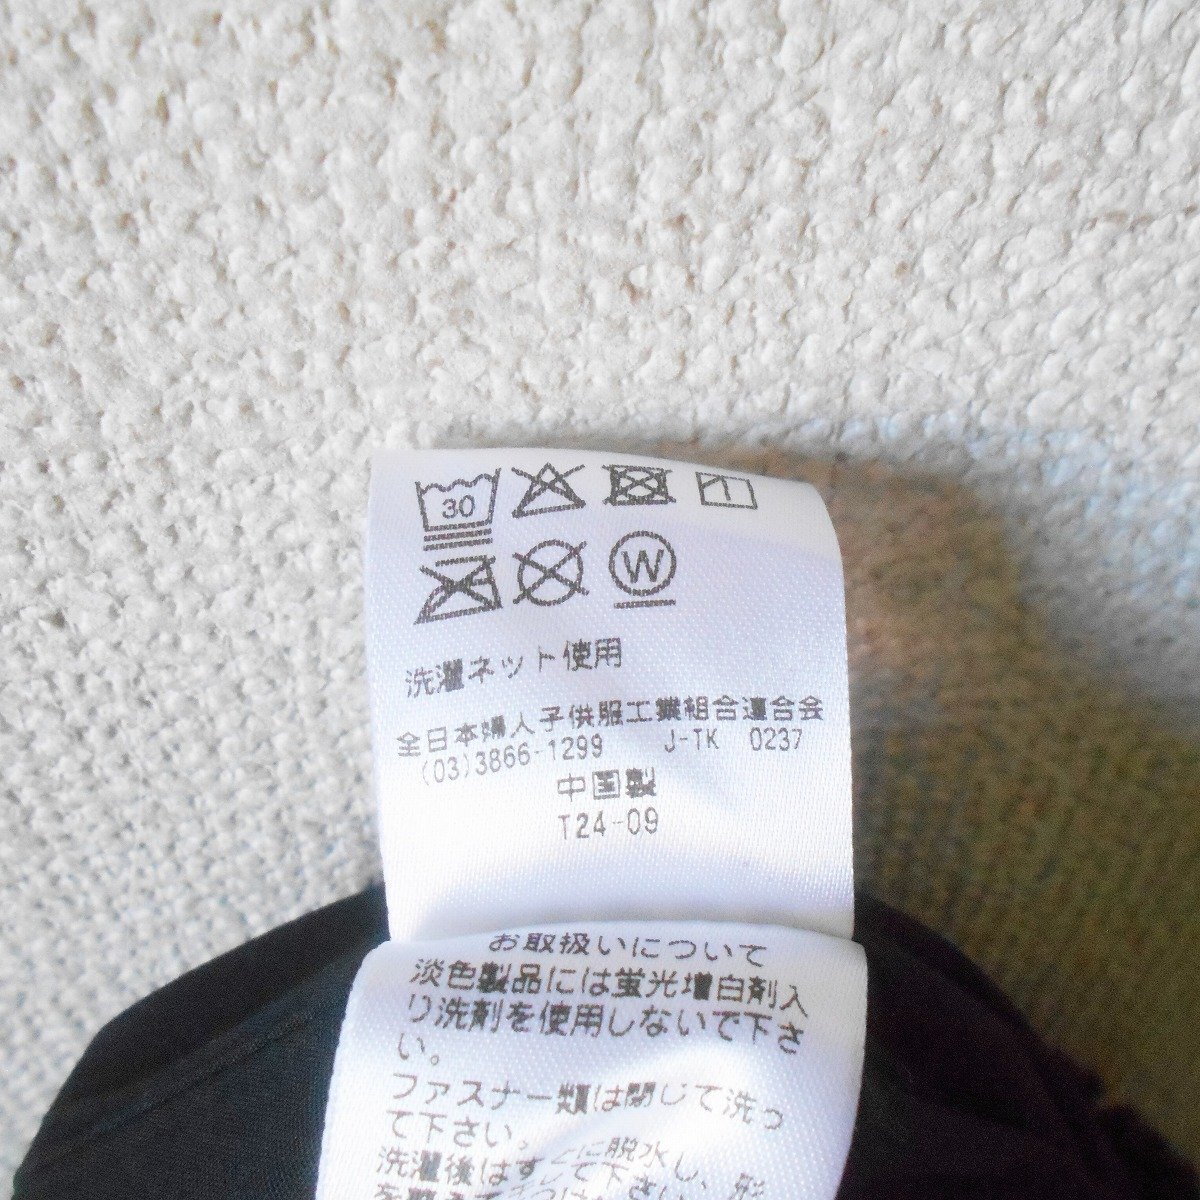 30
W
洗濯ネット使用
全日本婦人子供服工業組合連合会
(03)3866-1299 J-TK 0237
中国製
T24-09
お取扱いについて
淡色製品には蛍光増白剤入
り洗剤を使用しないで下さ
い。
ファスナー類は閉じて洗っ
て下さい。
洗濯後はすぐに脱水し、形
を整えて